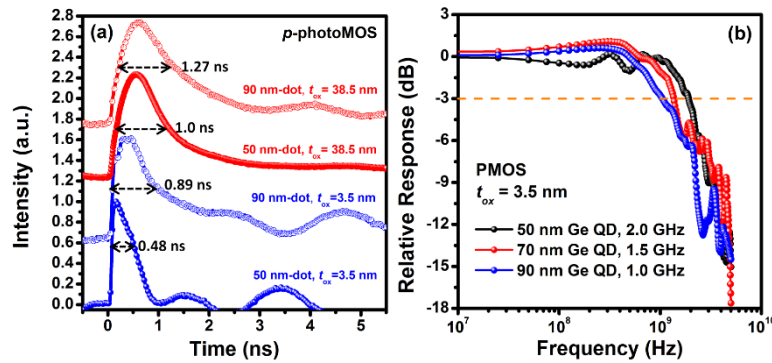 (a)
p-photoMOS
1.27 ns
90 nm-dot, tox = 38.5 nm
1.0 ns
50 nm-dot, tox = 38.5 nm
0.89 ns
90 nm-dot, tox=3.5 nm
0.48 ns
50 nm-dot, tox=3.5 nm
2.8
2.6
2.4
2.2
2.0
1.8
1.6
1.4
1.2
1.0
0.8
0.6
0.4
0.2
0.0
Intensity (a.u.)
0 1 2 3 4 5
Time (ns)
(b)
3
0
-3
-6
-9
-12
-15
-18
Relative Response (dB)
PMOS
tox = 3.5 nm
50 nm Ge QD, 2.0 GHz
70 nm Ge QD, 1.5 GHz
90 nm Ge QD, 1.0 GHz
10^7 10^8 10^9 10^10
Frequency (Hz)